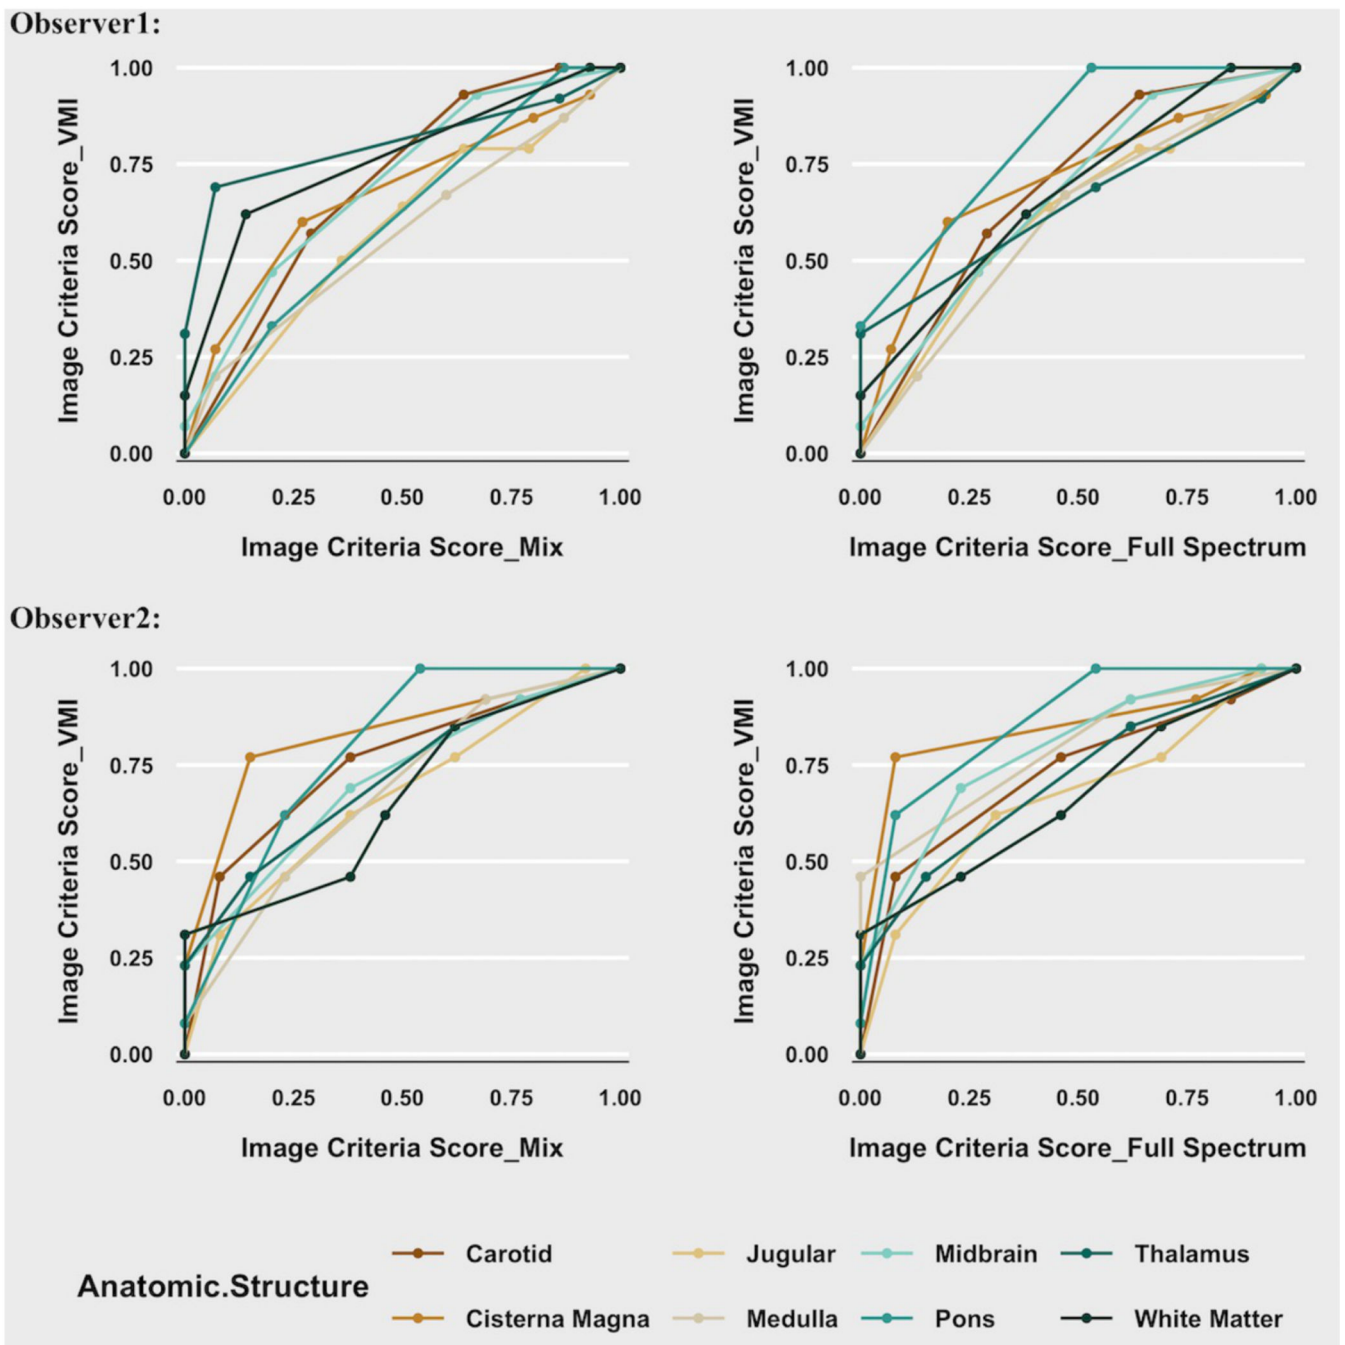 Observer1:
1.00
0.75
0.50
0.25
0.00
Image Criteria Score_VMI
0.00 0.25 0.50 0.75 1.00
Image Criteria Score_Mix
1.00
0.75
0.50
0.25
0.00
Image Criteria Score_VMI
0.00 0.25 0.50 0.75 1.00
Image Criteria Score_Full Spectrum
Observer2:
1.00
0.75
0.50
0.25
0.00
Image Criteria Score_VMI
0.00 0.25 0.50 0.75 1.00
Image Criteria Score_Mix
1.00
0.75
0.50
0.25
0.00
Image Criteria Score_VMI
0.00 0.25 0.50 0.75 1.00
Image Criteria Score_Full Spectrum
Anatomic.Structure
Carotid Jugular Midbrain Thalamus
Cisterna Magna Medulla Pons White Matter